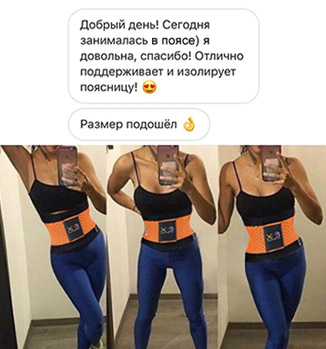 Добрый день! Сегодня
занималась в поясе) я
довольна, спасибо! Отлично
поддерживает и изолирует
поясницу! 😍
Размер подошёл 👌